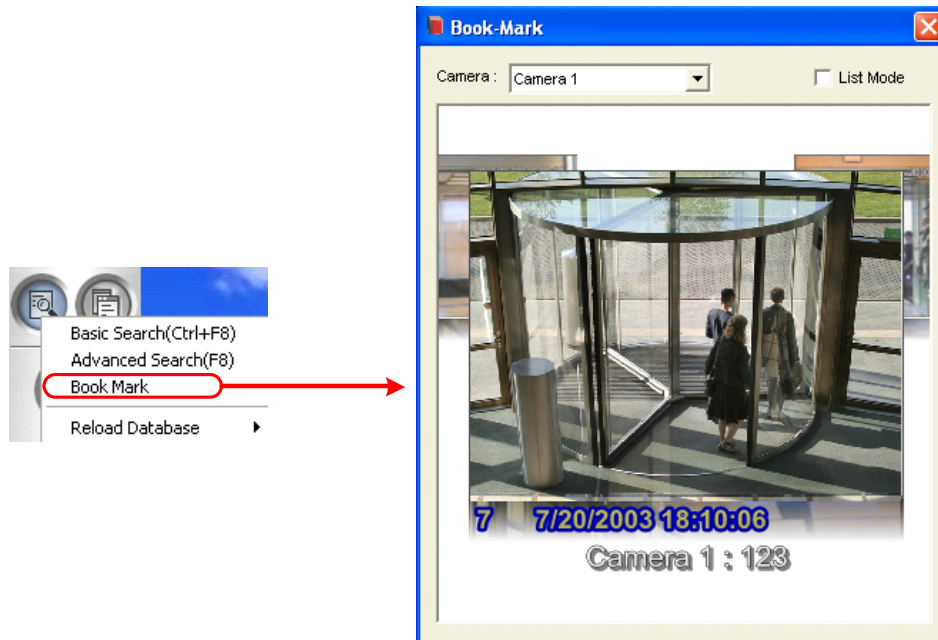 Basic Search(Ctrl+F8)
Advanced Search(F8)
Book Mark
Reload Database
Book-Mark
Camera : Camera 1
List Mode
7 7/20/2003 18:10:06
Camera 1 : 123